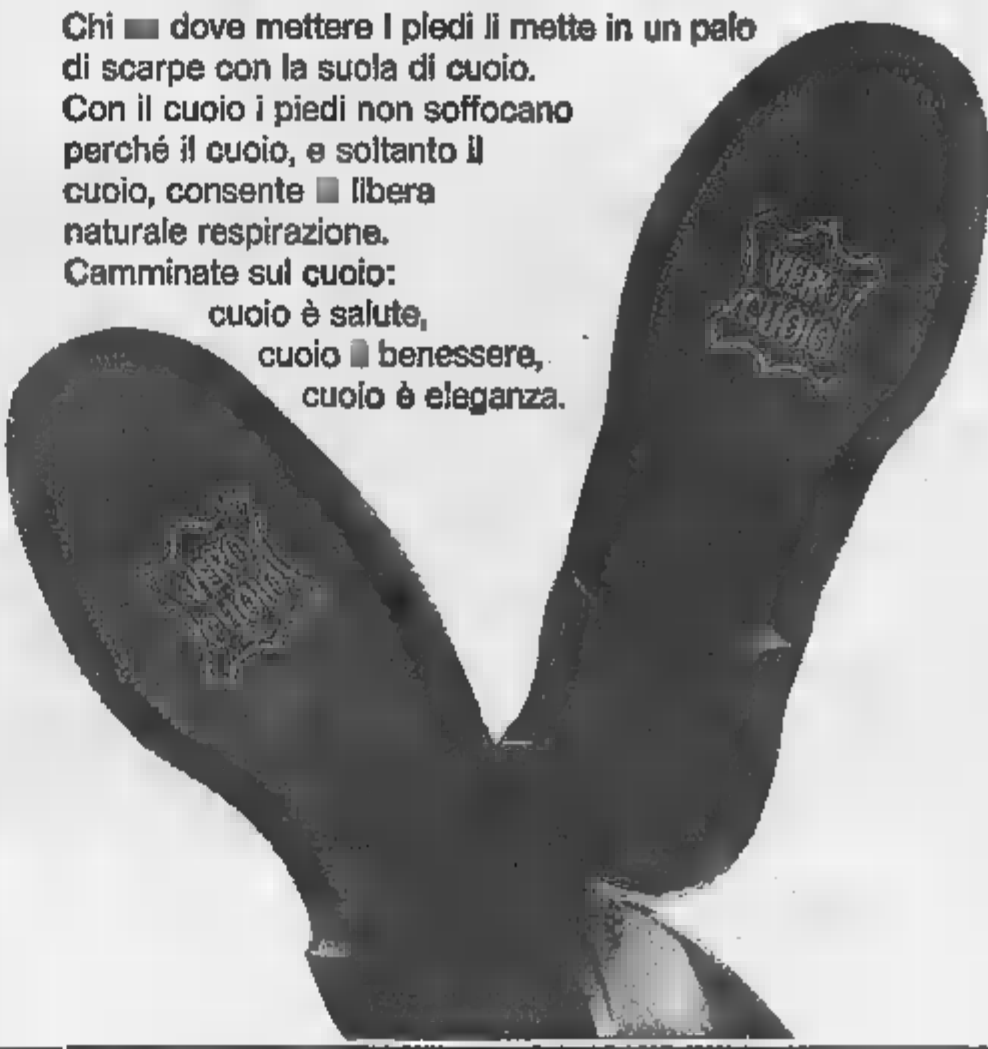 Chi dove mettere i piedi li mette in un paio
di scarpe con la suola di cuoio.
Con il cuoio i piedi non soffocano
perché il cuoio, e soltanto il
cuoio, consente libera
naturale respirazione.
Camminate sul cuoio:
cuoio è salute,
cuoio benessere,
cuoio è eleganza.
VERO
CUOIO
VERO
CUOIO